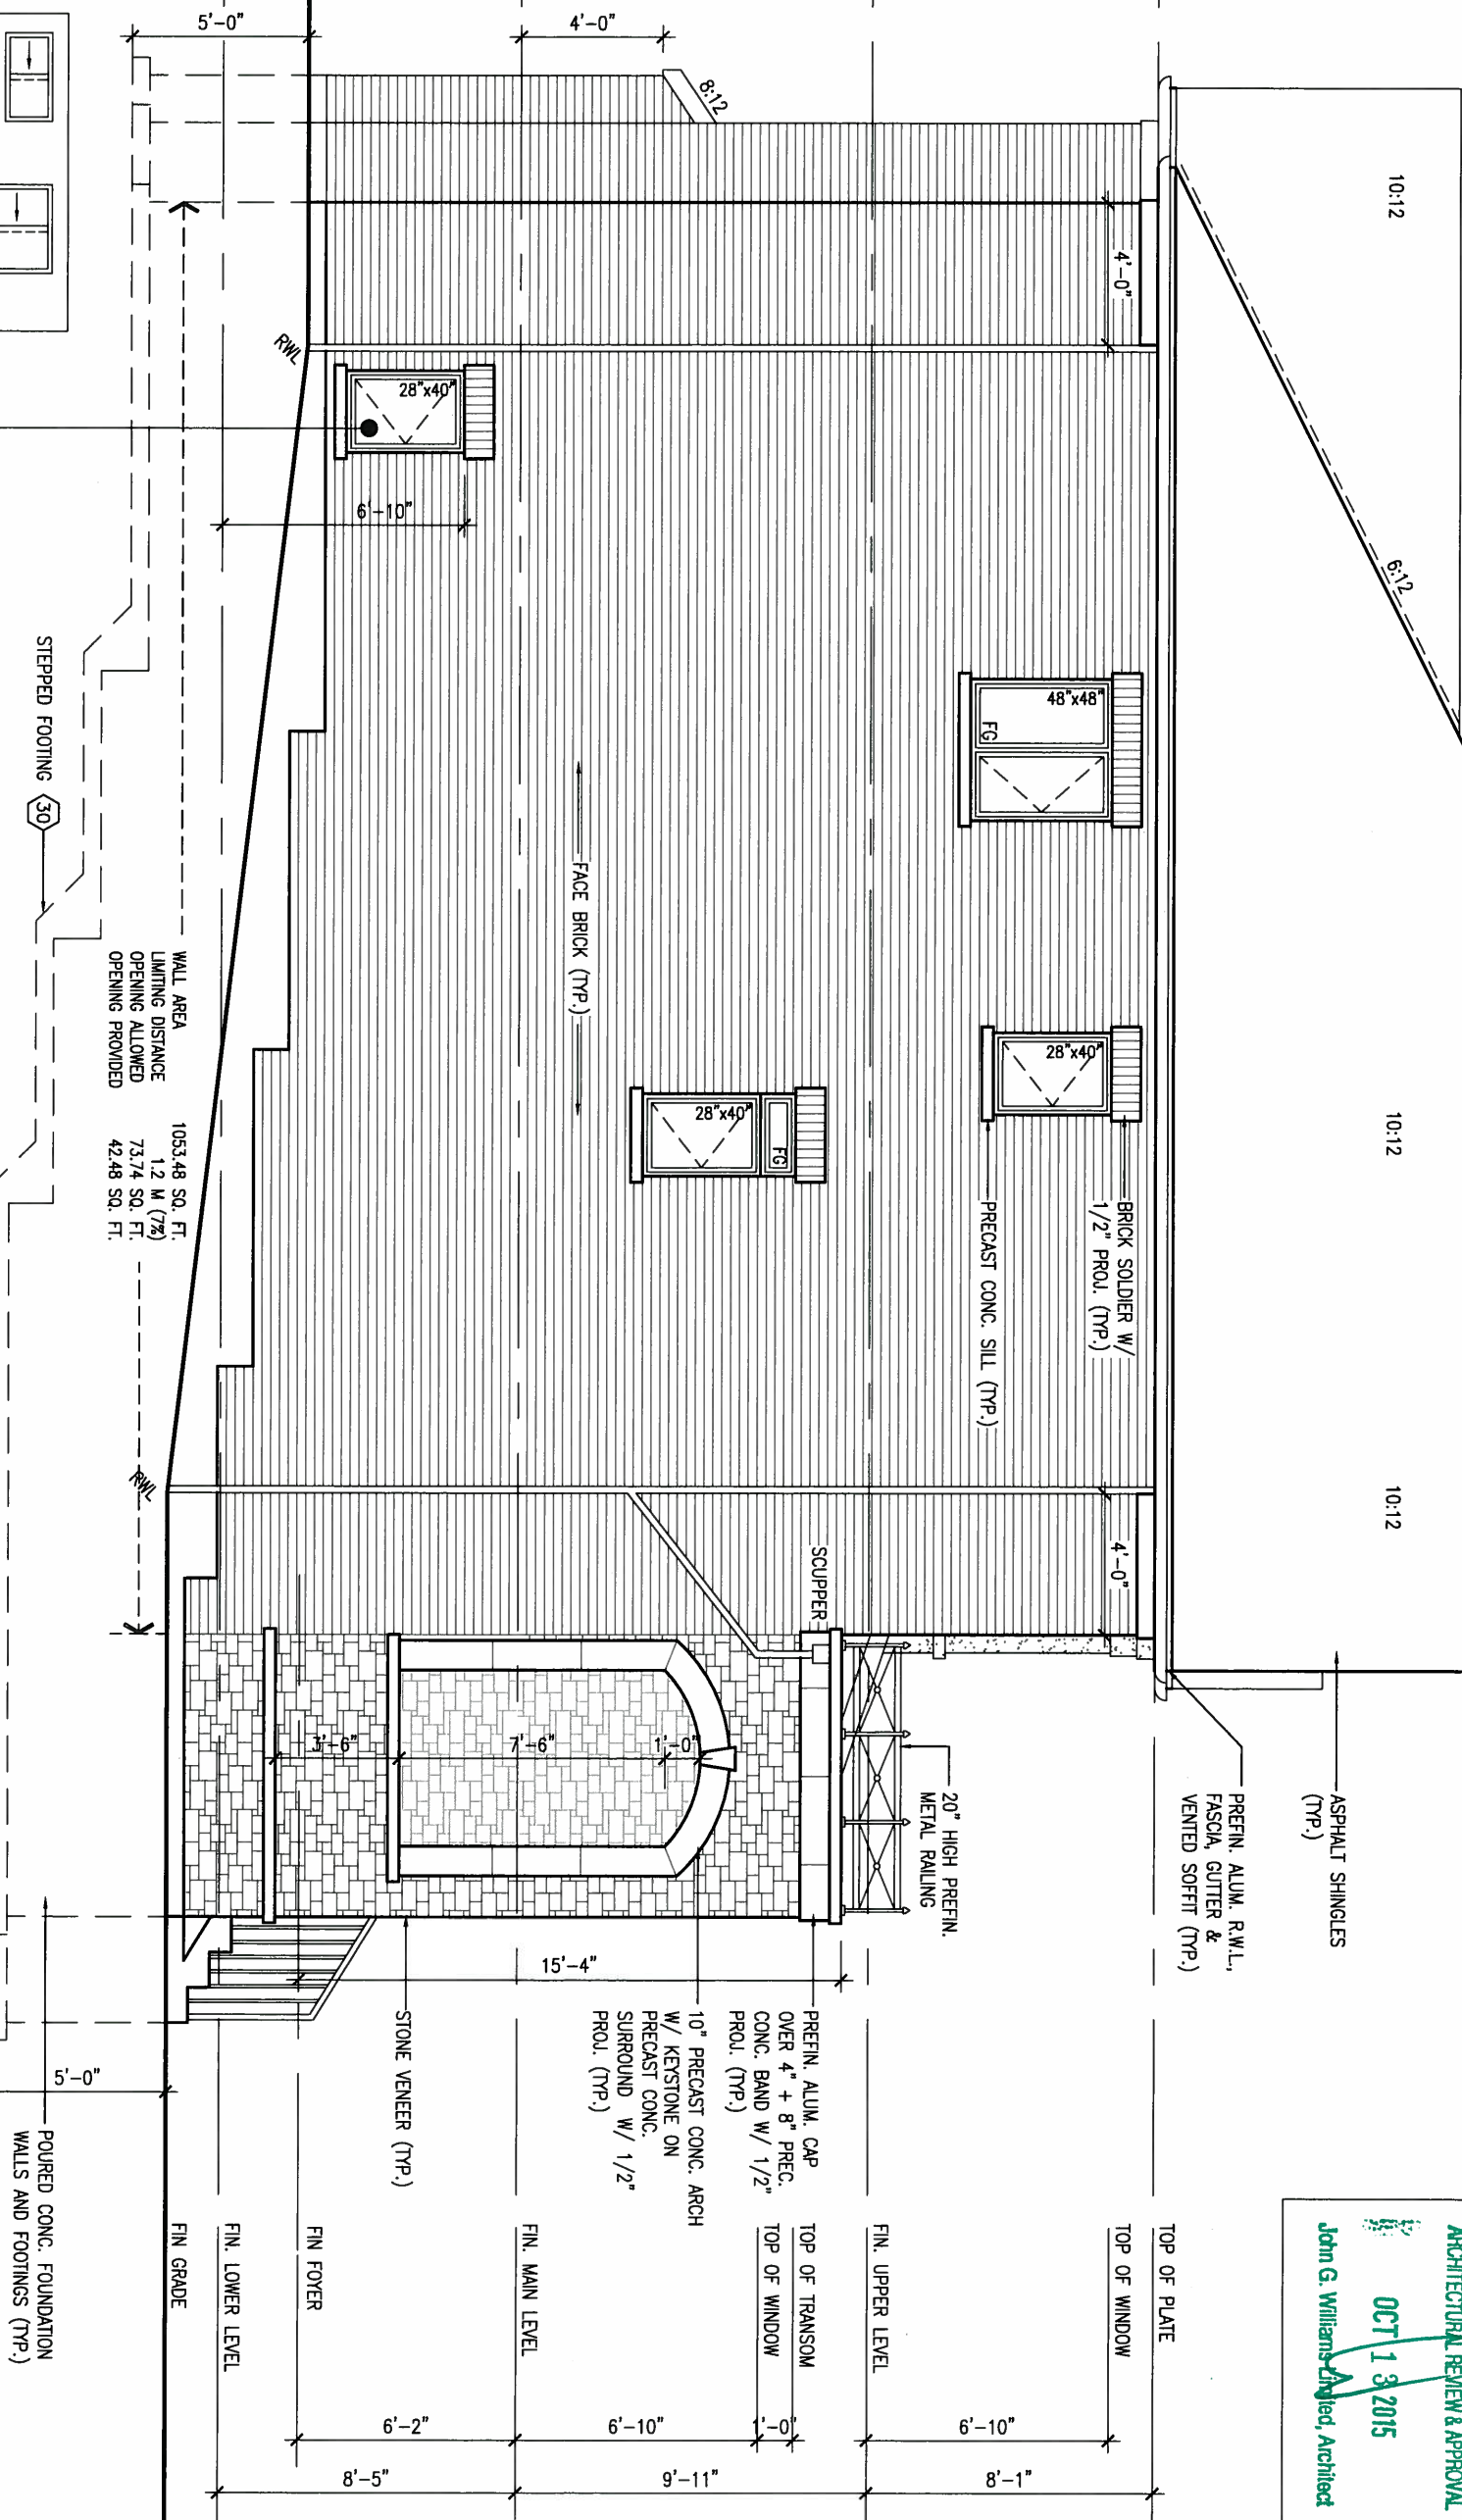 ARCHITECTURAL REVIEW & APPROVAL
OCT 13 2015
John G. Williams Limited, Architect
10:12
10:12
10:12
6:12
8:12
ASPHALT SHINGLES
(TYP.)
PREFIN. ALUM. R.W.L.,
FASCIA, GUTTER &
VENTED SOFFIT (TYP.)
TOP OF PLATE
TOP OF WINDOW
4'-0"
4'-0"
BRICK SOLDIER W/
1/2" PROJ. (TYP.)
PRECAST CONC. SILL (TYP.)
48"x48"
FG
28"x40"
20" HIGH PREFIN.
METAL RAILING
FIN. UPPER LEVEL
SCUPPER
PREFIN. ALUM. CAP
OVER 4" + 8" PREC.
CONC. BAND W/ 1/2"
PROJ. (TYP.)
TOP OF TRANSOM
TOP OF WINDOW
28"x40"
FG
10" PRECAST CONC. ARCH
W/ KEYSTONE ON
PRECAST CONC.
SURROUND W/ 1/2"
PROJ. (TYP.)
FACE BRICK (TYP.)
4'-0"
15'-4"
1'-0"
7'-6"
3'-6"
FIN. MAIN LEVEL
28"x40"
6'-10"
STONE VENEER (TYP.)
FIN FOYER
FIN. LOWER LEVEL
FIN GRADE
RWL
RWL
5'-0"
5'-0"
WALL AREA 1053.48 SQ. FT.
LIMITING DISTANCE 1.2 M (7%)
OPENING ALLOWED 73.74 SQ. FT.
OPENING PROVIDED 42.48 SQ. FT.
STEPPED FOOTING 30
POURED CONC. FOUNDATION
WALLS AND FOOTINGS (TYP.)
6'-2"
6'-10"
1'-0"
6'-10"
8'-5"
9'-11"
8'-1"